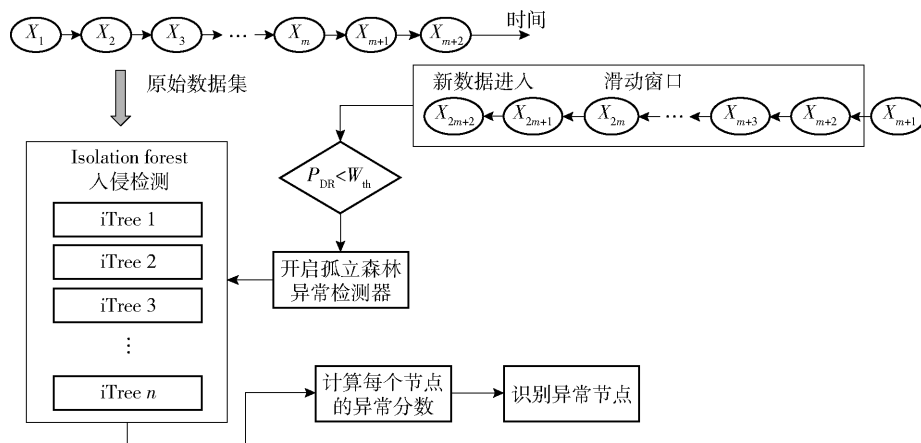 X1 X2 X3 … Xm Xm+1 Xm+2 时间
原始数据集
新数据进入 滑动窗口
X2m+2 X2m+1 X2m … Xm+3 Xm+2 Xm+1
PDR<Wth
Isolation forest
入侵检测
iTree 1
iTree 2
iTree 3
⋮
iTree n
开启孤立森林
异常检测器
计算每个节点
的异常分数
识别异常节点